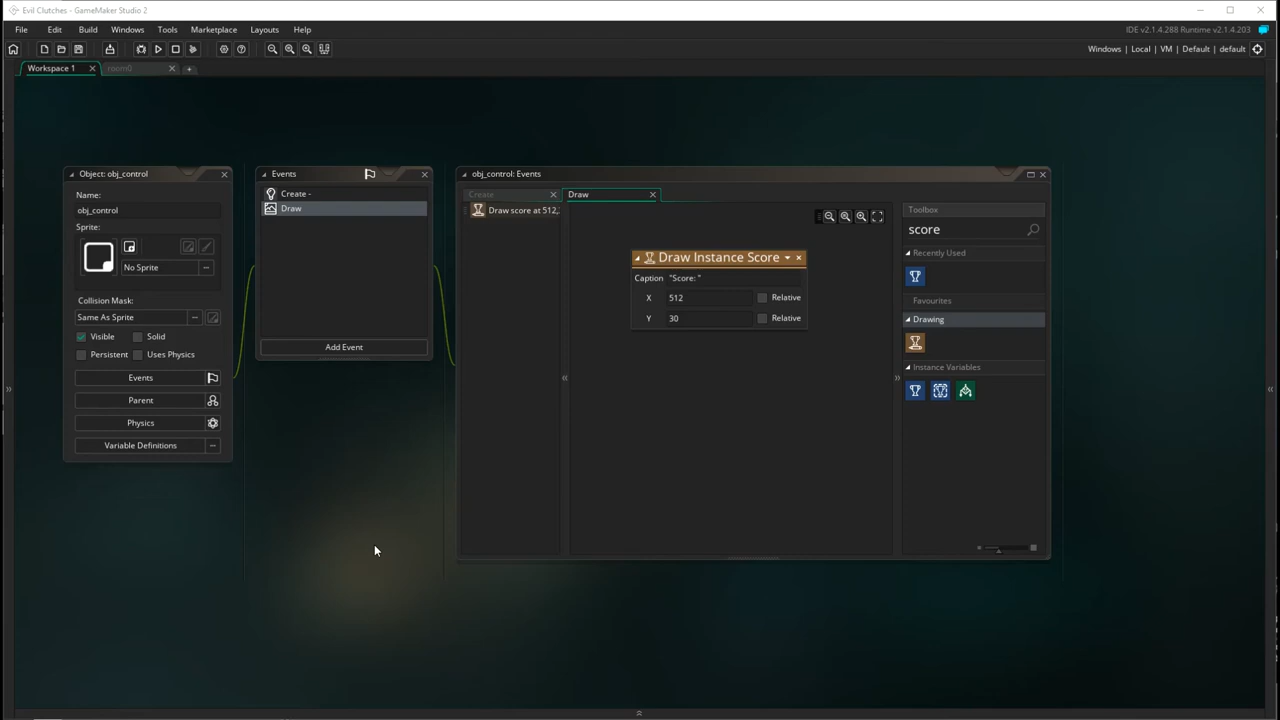 Evil Clutches - GameMaker Studio 2
File Edit Build Windows Tools Marketplace Layouts Help
IDE v2.1.4.288 Runtime v2.1.4.203
Windows | Local | VM | Default | default
Workspace 1
room0
Object: obj_control
Name:
obj_control
Sprite:
No Sprite
Collision Mask:
Same As Sprite
Visible
Solid
Persistent
Uses Physics
Events
Parent
Physics
Variable Definitions
Events
Create -
Draw
Add Event
obj_control: Events
Create
Draw
Draw score at 512,
Draw Instance Score
Caption "Score: "
X 512 Relative
Y 30 Relative
Toolbox
score
Recently Used
Favourites
Drawing
Instance Variables